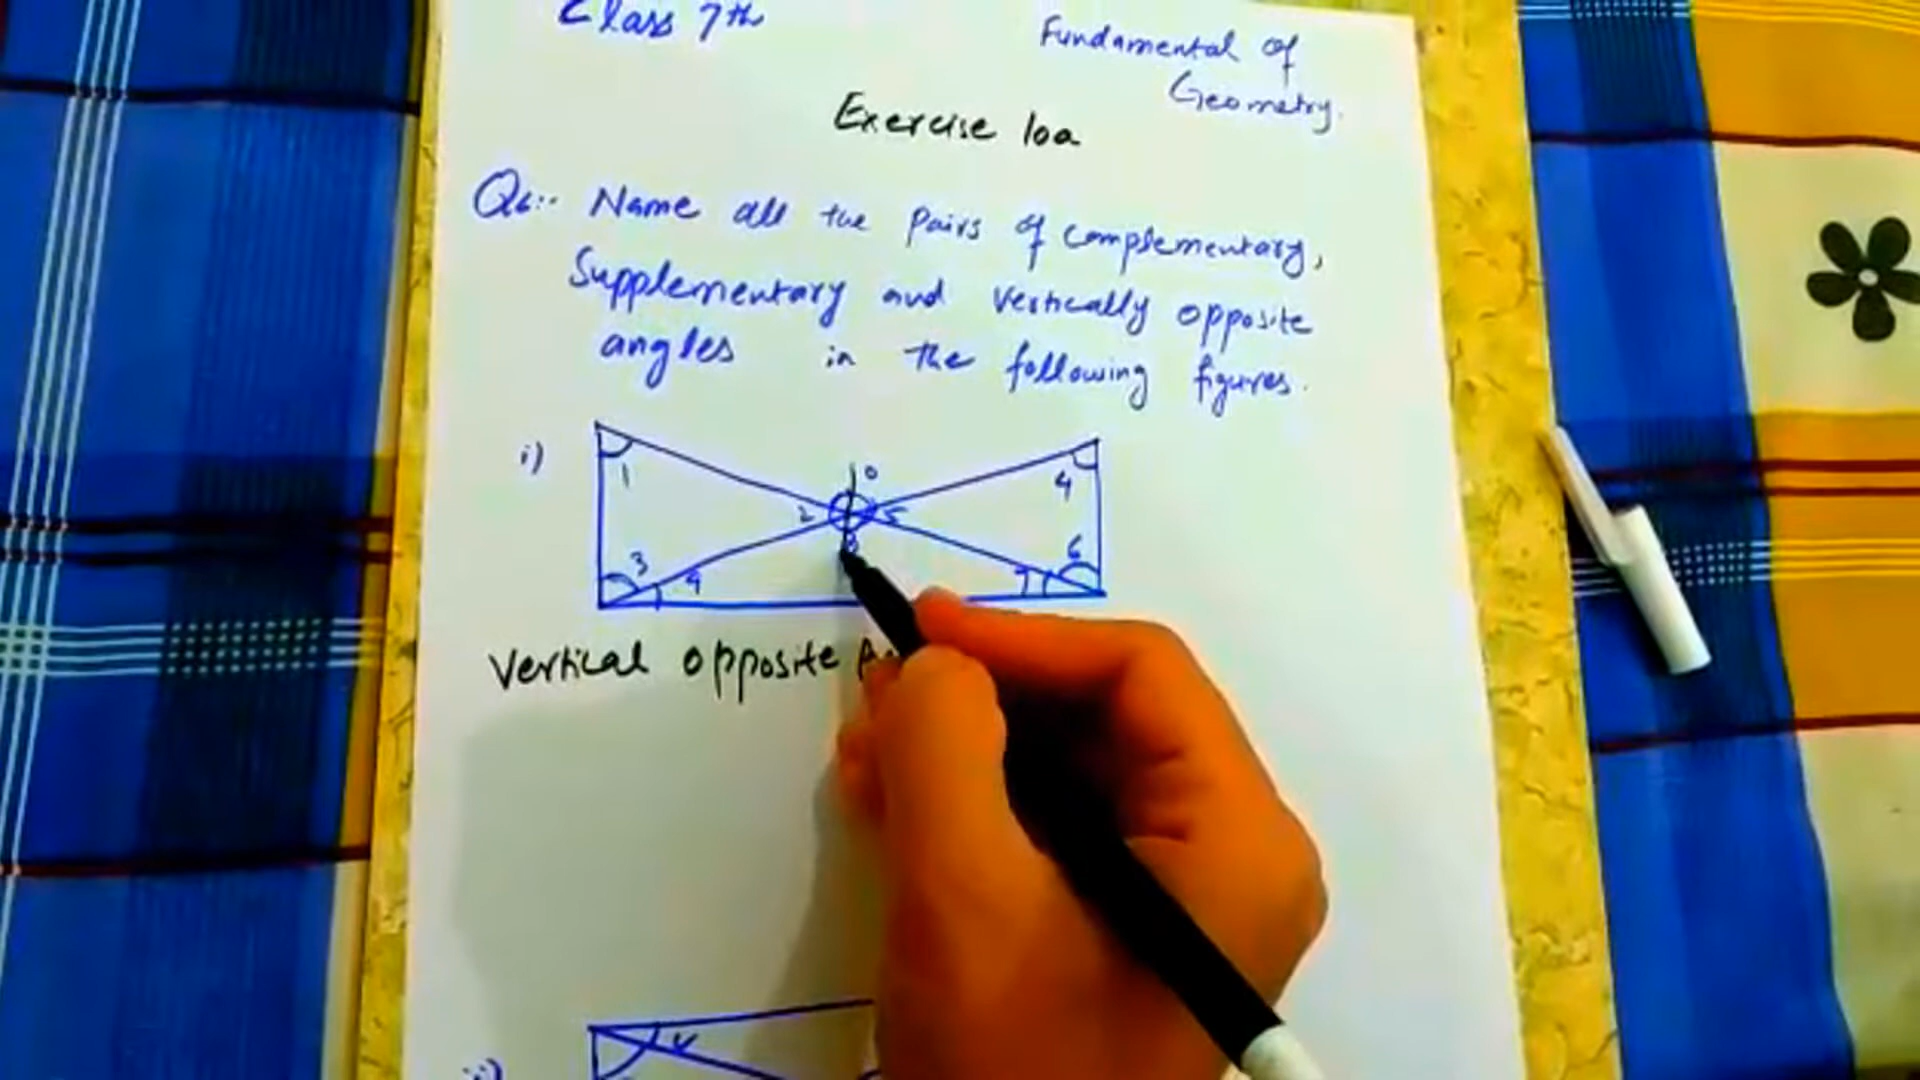 Class 7th
Fundamental of
Geometry.
Exercise 10a
Q6:- Name all the Pairs of Complementary,
Supplementary and vertically opposite
angles in the following figures.
i)
1
0
4
2
5
3
9
8
7
6
Vertical opposite
ii)